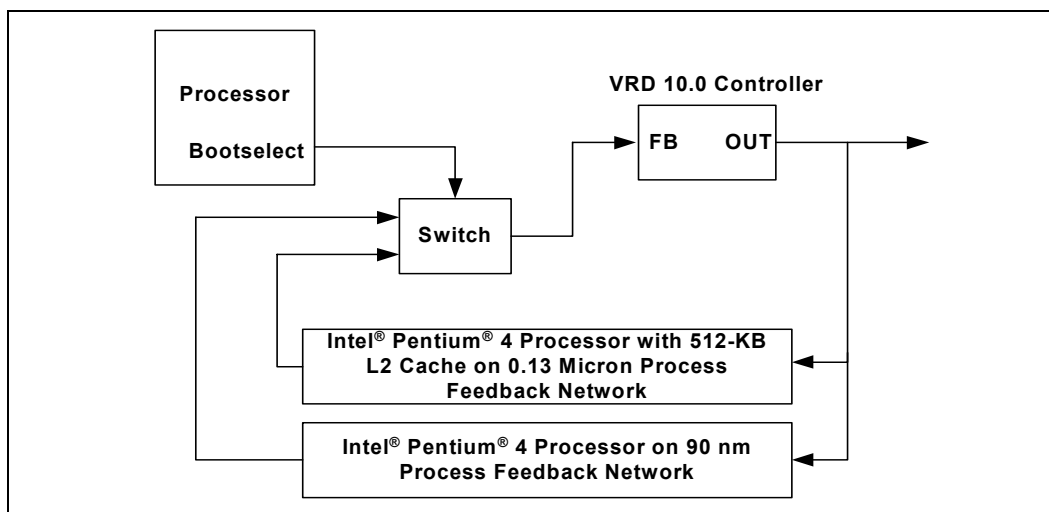 Processor
Bootselect
VRD 10.0 Controller
FB OUT
Switch
Intel® Pentium® 4 Processor with 512-KB
L2 Cache on 0.13 Micron Process
Feedback Network
Intel® Pentium® 4 Processor on 90 nm
Process Feedback Network